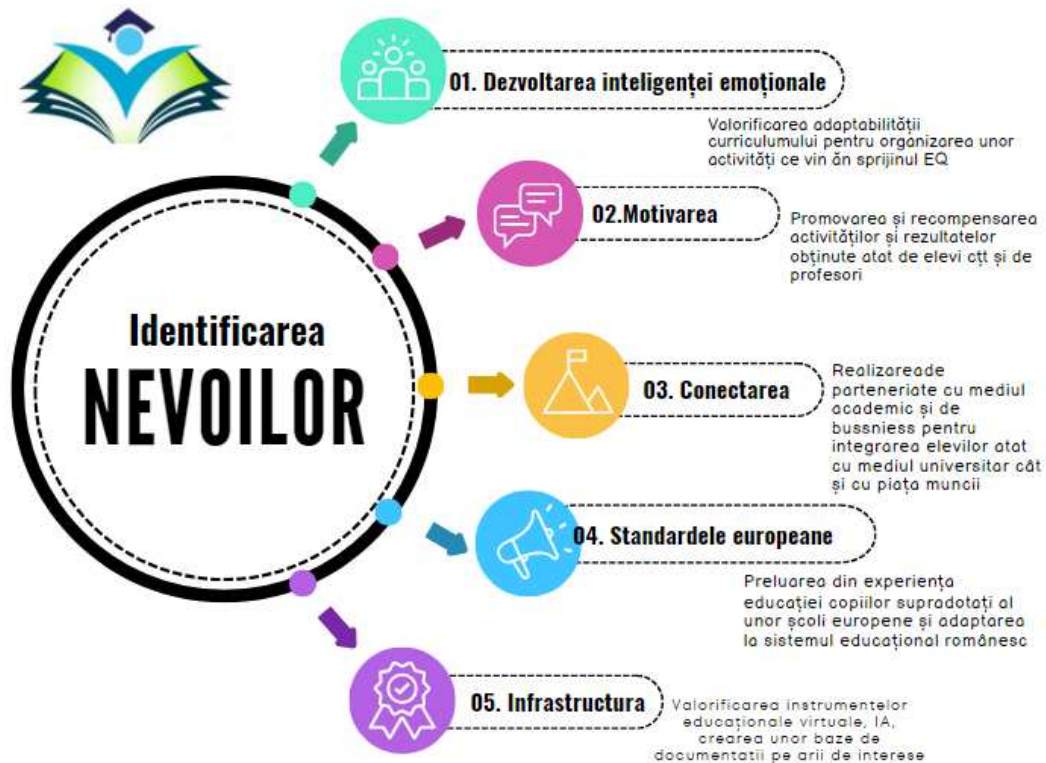 01. Dezvoltarea inteligenței emoționale
Valorificarea adaptabilității
curriculumului pentru organizarea unor
activități ce vin ăn sprijinul EQ
02.Motivarea
Promovarea și recompensarea
activităților și rezultatelor
obținute atat de elevi cțt și de
profesori
Identificarea
NEVOILOR
03. Conectarea
Realizareade
parteneriate cu mediul
academic și de
bussniess pentru
integrarea elevilor atat
cu mediul universitar cât
și cu piața muncii
04. Standardele europeane
Preluarea din experiența
educației copiilor supradotați al
unor școli europene și adaptarea
la sistemul educațional românesc
05. Infrastructura
Valorificarea instrumentelor
educaționale virtuale, IA,
crearea unor baze de
documentatii pe arii de interese